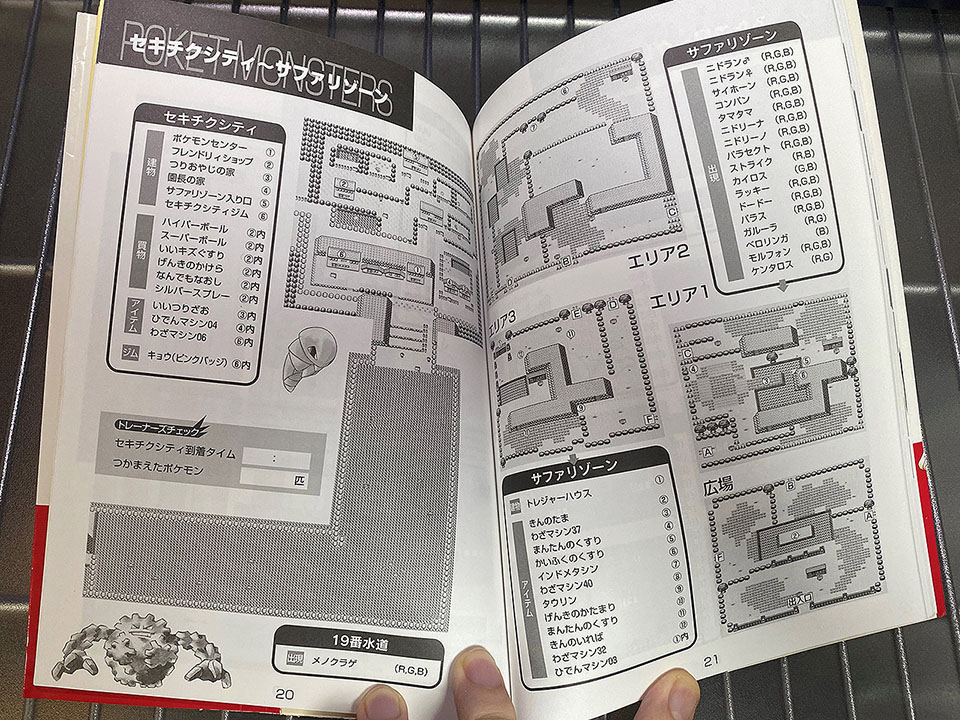 POCKET MONSTERS
セキチクシティ〜サファリゾーン
セキチクシティ
建物
ポケモンセンター ①
フレンドリィショップ ②
つりおやじの家 ③
園長の家 ④
サファリゾーン入り口 ⑤
セキチクシティジム ⑥
買物
ハイパーボール ②内
スーパーボール ②内
いいキズぐすり ②内
げんきのかけら ②内
なんでもなおし ②内
シルバースプレー ②内
アイテム
いいつりざお ③内
ひでんマシン04 ④内
わざマシン06 ⑥内
ジム
キョウ(ピンクバッジ) ⑥内
トレーナーズチェック
セキチクシティ到着タイム :
つかまえたポケモン 匹
19番水道
出現 メノクラゲ (R,G,B)
20
サファリゾーン
出現
ニドラン♂ (R,G,B)
ニドラン♀ (R,G,B)
サイホーン (R,G,B)
コンパン (R,G,B)
タマタマ (R,G,B)
ニドリーナ (R,G,B)
ニドリーノ (R,G,B)
パラセクト (R,G,B)
ストライク (R,B)
カイロス (G,B)
ラッキー (R,G,B)
ドードー (R,G,B)
パラス (R,G,B)
ガルーラ (R,G)
ベロリンガ (B)
モルフォン (R,G,B)
ケンタロス (R,G)
エリア2
C
B
エリア1
C
A
エリア3
E
D
F
サファリゾーン
トレジャーハウス ①
アイテム
きんのたま ②
わざマシン37 ③
まんたんのくすり ④
かいふくのくすり ⑤
インドメタシン ⑥
わざマシン40 ⑦
タウリン ⑧
げんきのかたまり ⑨
まんたんのくすり ⑩
きんのいれば ⑪
わざマシン32 ⑫
ひでんマシン03 ①内
広場
B
A
F
②
出入口
21